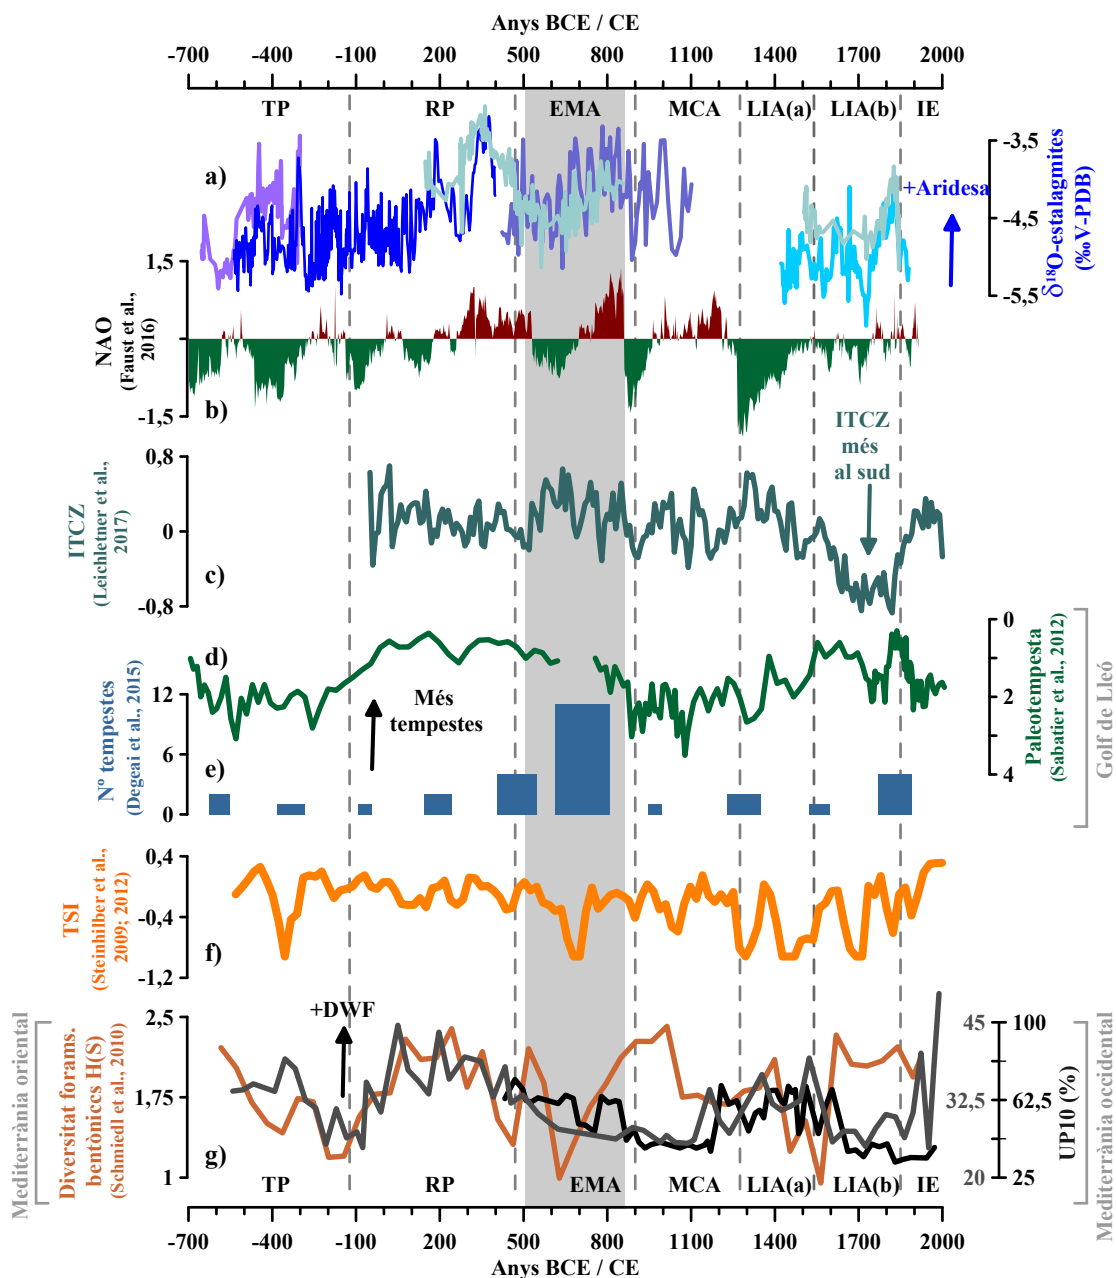 Anys BCE / CE
-700 -400 -100 200 500 800 1100 1400 1700 2000
TP RP EMA MCA LIA(a) LIA(b) IE
a)
-3,5
-4,5
-5,5
+Aridesa
δ¹⁸O-estalagmites
(‰ V-PDB)
1,5
-1,5
NAO
(Faust et al.,
2016)
b)
ITCZ
més
al sud
0,8
0
-0,8
ITCZ
(Leichletner et al.,
2017)
c)
0
1
2
3
4
Paleotempesta
(Sabatier et al., 2012)
Golf de Lleó
d)
Més
tempestes
12
6
0
Nº tempestes
(Degeai et al., 2015)
e)
0,4
-0,4
-1,2
TSI
(Steinhilber et al.,
2009; 2012)
f)
+DWF
2,5
1,75
1
Mediterrània oriental
Diversitat forams.
bentòniccs H(S)
(Schmiedl et al., 2010)
g)
45 100
32,5 62,5
20 25
UP10 (%)
Mediterrània occidental
TP RP EMA MCA LIA(a) LIA(b) IE
-700 -400 -100 200 500 800 1100 1400 1700 2000
Anys BCE / CE